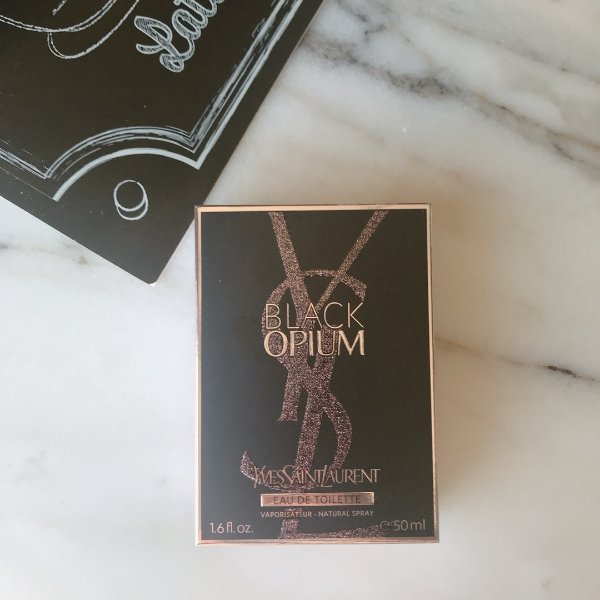 BLACK
OPIUM
YVESSAINTLAURENT
EAU DE TOILETTE
VAPORISATEUR - NATURAL SPRAY
1.6 fl. oz. ℮ 50 ml